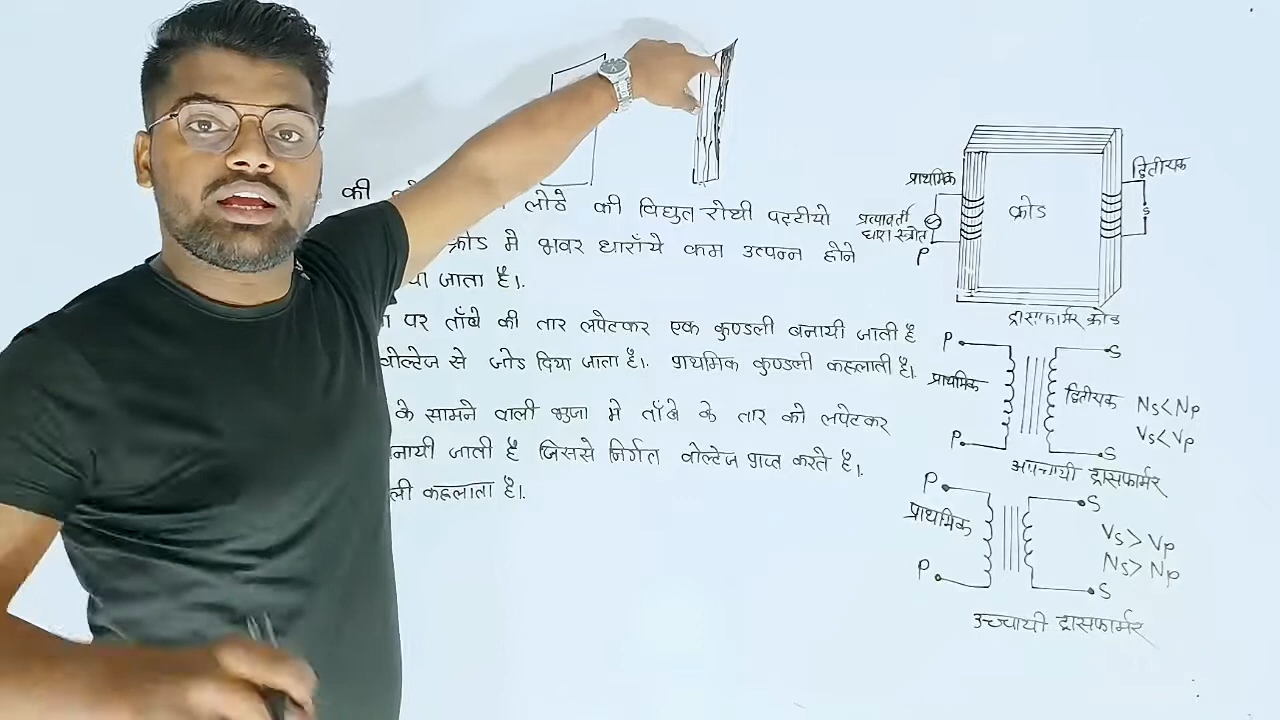 की
लोहे की विद्युत रोधी पट्टीयो
क्रोड मे भवर धाराँये कम उत्पन्न होने
जाता है।.
पर ताँबे की तार लपेटकर एक कुण्डली बनायी जाती है
वोल्टेज से जोड दिया जाता है।. प्राथमिक कुण्डली कहलाती है।.
के सामने वाली भुजा मे ताँबे के तार को लपेटकर
बनायी जाती है जिससे निर्गत वोल्टेज प्राप्त करते है।.
कहलाता है।.
प्राथमिक
द्वितीयक
क्रोड
प्रत्यावर्ती
धारा स्त्रोत
P
S
ट्रासफार्मर क्रोड
P
S
प्राथमिक
द्वितीयक
Ns<Np
Vs<Vp
P
S
अपचायी ट्रासफार्मर
P
S
प्राथमिक
Vs>Vp
Ns>Np
P
S
उच्चायी ट्रासफार्मर